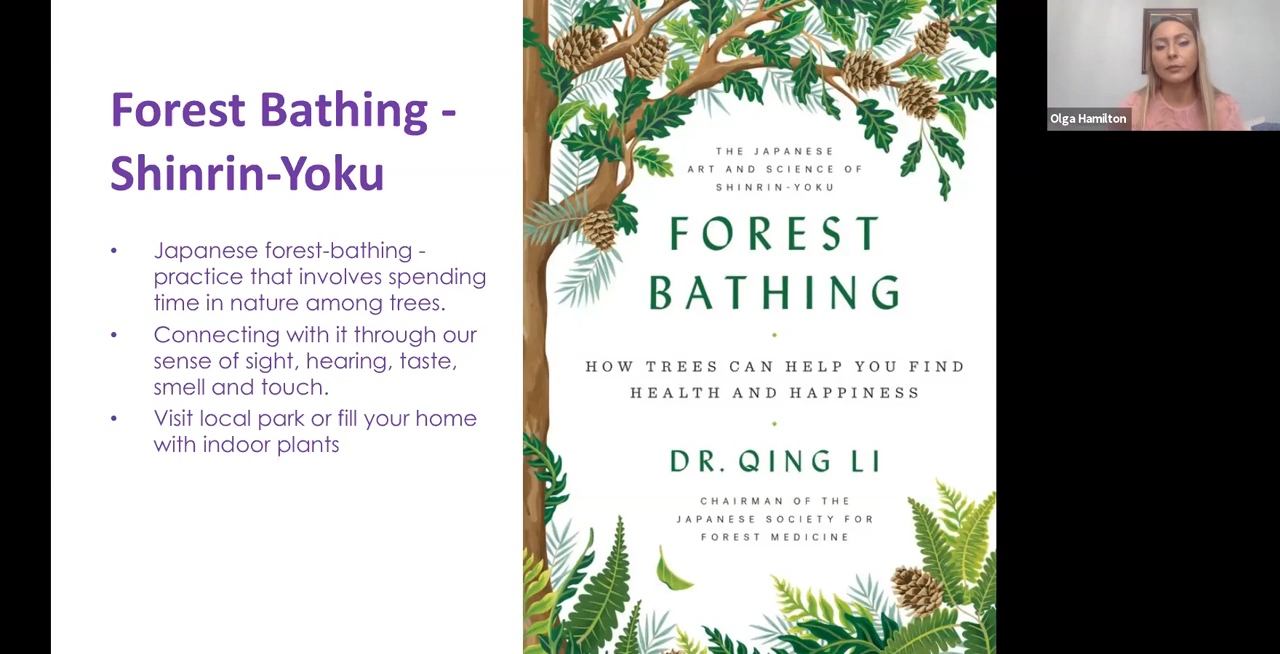 Forest Bathing -
Shinrin-Yoku
• Japanese forest-bathing -
practice that involves spending
time in nature among trees.
• Connecting with it through our
sense of sight, hearing, taste,
smell and touch.
• Visit local park or fill your home
with indoor plants
THE JAPANESE
ART AND SCIENCE OF
SHINRIN-YOKU
FOREST
BATHING
HOW TREES CAN HELP YOU FIND
HEALTH AND HAPPINESS
DR. QING LI
CHAIRMAN OF THE
JAPANESE SOCIETY FOR
FOREST MEDICINE
Olga Hamilton